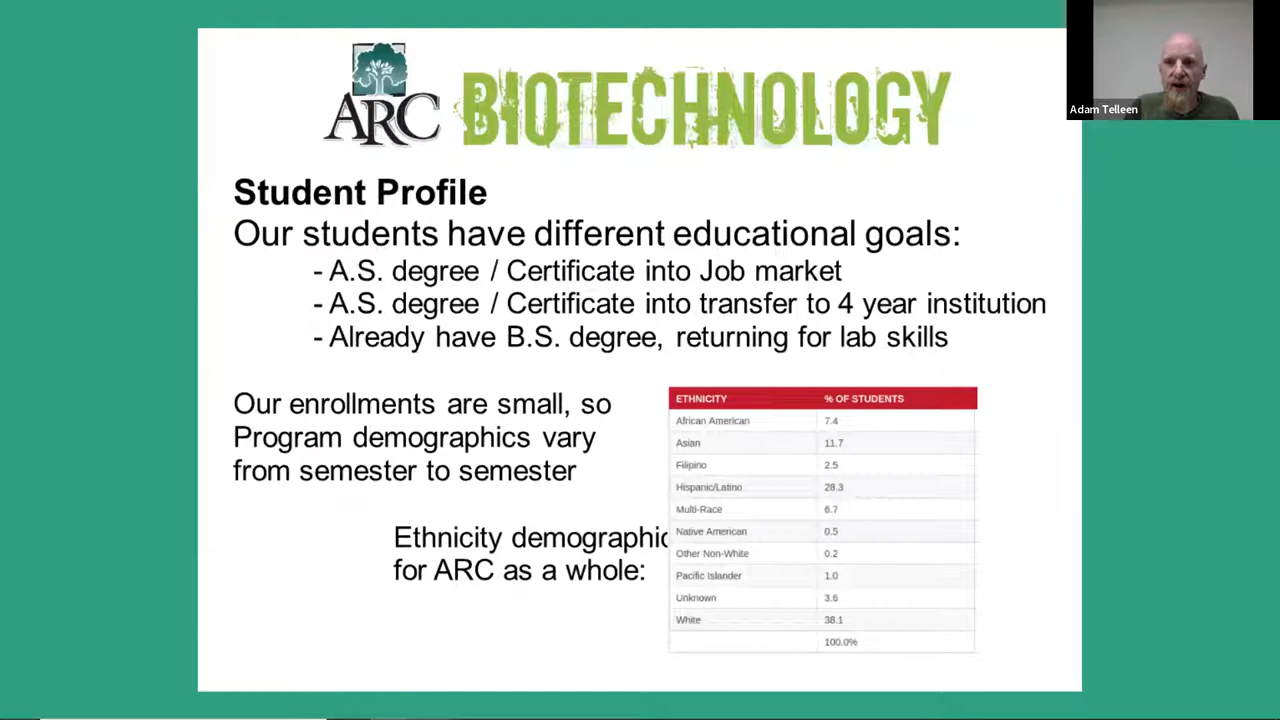 ARC BIOTECHNOLOGY
Adam Telleen
Student Profile
Our students have different educational goals:
- A.S. degree / Certificate into Job market
- A.S. degree / Certificate into transfer to 4 year institution
- Already have B.S. degree, returning for lab skills
Our enrollments are small, so
Program demographics vary
from semester to semester
Ethnicity demographic
for ARC as a whole:
ETHNICITY % OF STUDENTS
African American 7.4
Asian 11.7
Filipino 2.5
Hispanic/Latino 28.3
Multi-Race 6.7
Native American 0.5
Other Non-White 0.2
Pacific Islander 1.0
Unknown 3.6
White 38.1
100.0%